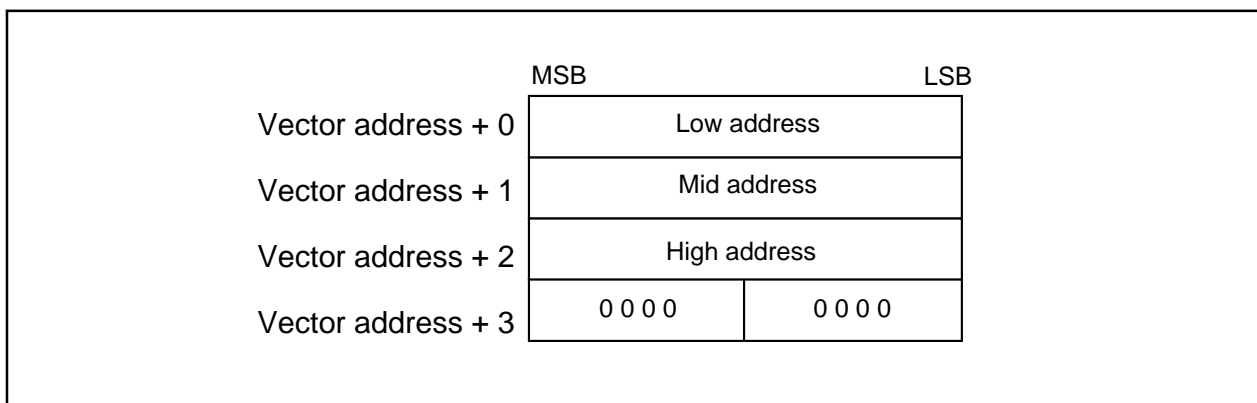 MSB LSB
Vector address + 0 Low address
Vector address + 1 Mid address
Vector address + 2 High address
Vector address + 3 0 0 0 0 0 0 0 0